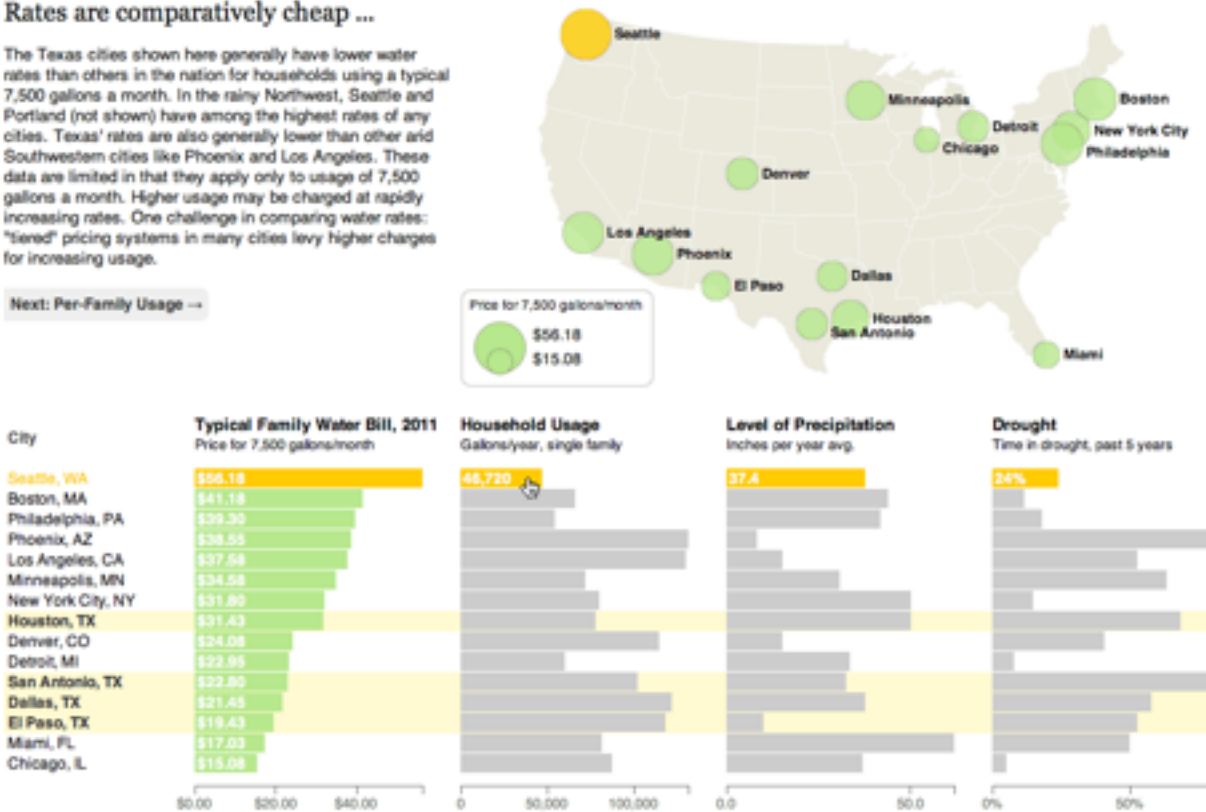 Rates are comparatively cheap ...
The Texas cities shown here generally have lower water
rates than others in the nation for households using a typical
7,500 gallons a month. In the rainy Northwest, Seattle and
Portland (not shown) have among the highest rates of any
cities. Texas' rates are also generally lower than other arid
Southwestern cities like Phoenix and Los Angeles. These
data are limited in that they apply only to usage of 7,500
gallons a month. Higher usage may be charged at rapidly
increasing rates. One challenge in comparing water rates:
"tiered" pricing systems in many cities levy higher charges
for increasing usage.
Next: Per-Family Usage →
Seattle
Minneapolis
Boston
Detroit
New York City
Chicago
Philadelphia
Denver
Los Angeles
Phoenix
Dallas
El Paso
Houston
San Antonio
Miami
Price for 7,500 gallons/month
$56.18
$15.08
City
Typical Family Water Bill, 2011
Price for 7,500 gallons/month
Household Usage
Gallons/year, single family
Level of Precipitation
Inches per year avg.
Drought
Time in drought, past 5 years
Seattle, WA $56.18 46,720 37.4 24%
Boston, MA $41.18
Philadelphia, PA $39.30
Phoenix, AZ $38.55
Los Angeles, CA $37.58
Minneapolis, MN $34.58
New York City, NY $31.80
Houston, TX $31.43
Denver, CO $24.08
Detroit, MI $22.95
San Antonio, TX $22.80
Dallas, TX $21.45
El Paso, TX $19.43
Miami, FL $17.03
Chicago, IL $15.08
$0.00 $20.00 $40.00 0 50,000 100,000 0.0 50.0 0% 50%